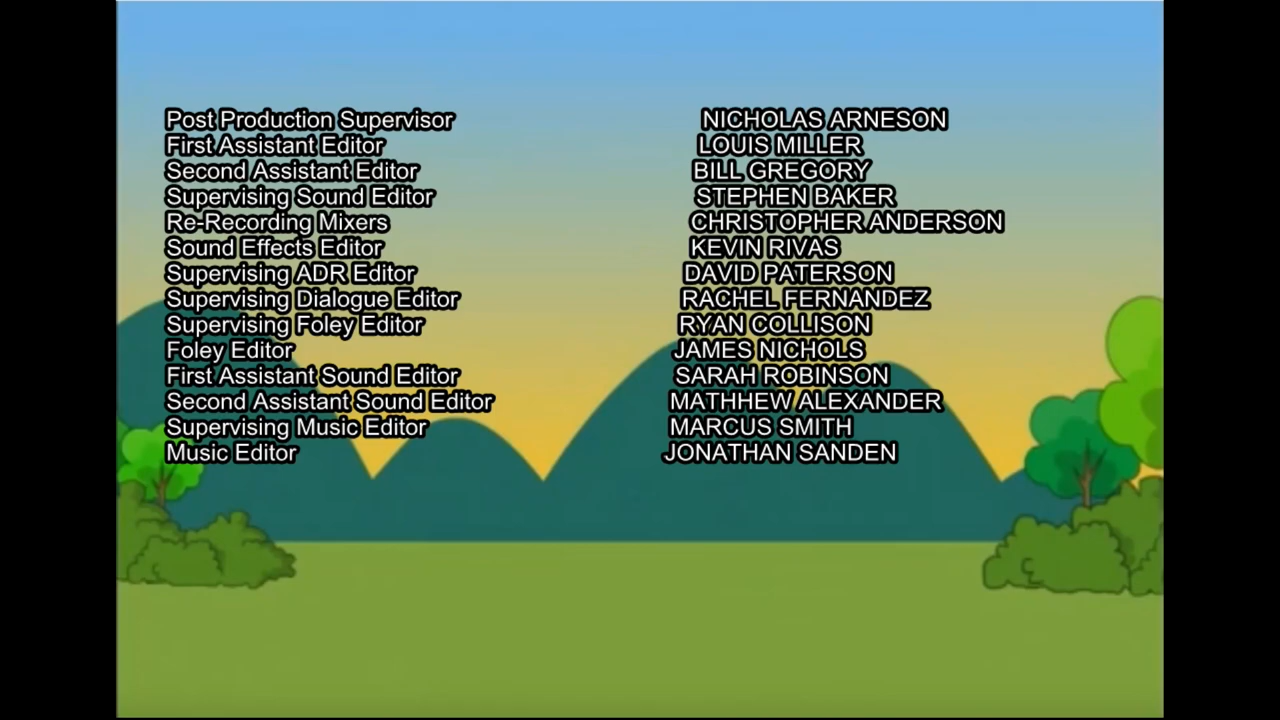 Post Production Supervisor NICHOLAS ARNESON
First Assistant Editor LOUIS MILLER
Second Assistant Editor BILL GREGORY
Supervising Sound Editor STEPHEN BAKER
Re-Recording Mixers CHRISTOPHER ANDERSON
Sound Effects Editor KEVIN RIVAS
Supervising ADR Editor DAVID PATERSON
Supervising Dialogue Editor RACHEL FERNANDEZ
Supervising Foley Editor RYAN COLLISON
Foley Editor JAMES NICHOLS
First Assistant Sound Editor SARAH ROBINSON
Second Assistant Sound Editor MATHHEW ALEXANDER
Supervising Music Editor MARCUS SMITH
Music Editor JONATHAN SANDEN